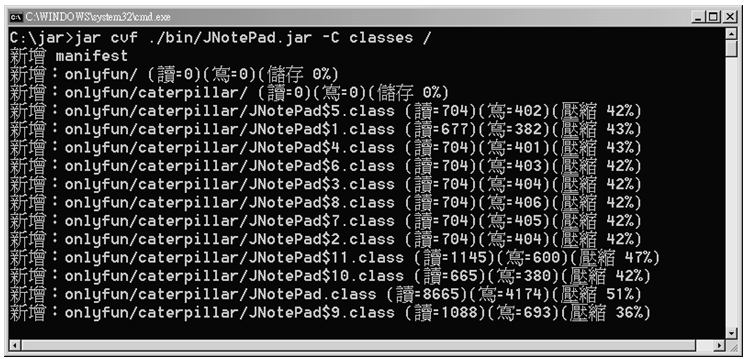 C:\WINDOWS\system32\cmd.exe
C:\jar>jar cvf ./bin/JNotePad.jar -C classes /
新增 manifest
新增：onlyfun/ (讀=0)(寫=0)(儲存 0%)
新增：onlyfun/caterpillar/ (讀=0)(寫=0)(儲存 0%)
新增：onlyfun/caterpillar/JNotePad$5.class (讀=704)(寫=402)(壓縮 42%)
新增：onlyfun/caterpillar/JNotePad$1.class (讀=677)(寫=382)(壓縮 43%)
新增：onlyfun/caterpillar/JNotePad$4.class (讀=704)(寫=401)(壓縮 43%)
新增：onlyfun/caterpillar/JNotePad$6.class (讀=704)(寫=403)(壓縮 42%)
新增：onlyfun/caterpillar/JNotePad$3.class (讀=704)(寫=404)(壓縮 42%)
新增：onlyfun/caterpillar/JNotePad$8.class (讀=704)(寫=406)(壓縮 42%)
新增：onlyfun/caterpillar/JNotePad$7.class (讀=704)(寫=405)(壓縮 42%)
新增：onlyfun/caterpillar/JNotePad$2.class (讀=704)(寫=404)(壓縮 42%)
新增：onlyfun/caterpillar/JNotePad$11.class (讀=1145)(寫=600)(壓縮 47%)
新增：onlyfun/caterpillar/JNotePad$10.class (讀=665)(寫=380)(壓縮 42%)
新增：onlyfun/caterpillar/JNotePad.class (讀=8665)(寫=4174)(壓縮 51%)
新增：onlyfun/caterpillar/JNotePad$9.class (讀=1088)(寫=693)(壓縮 36%)